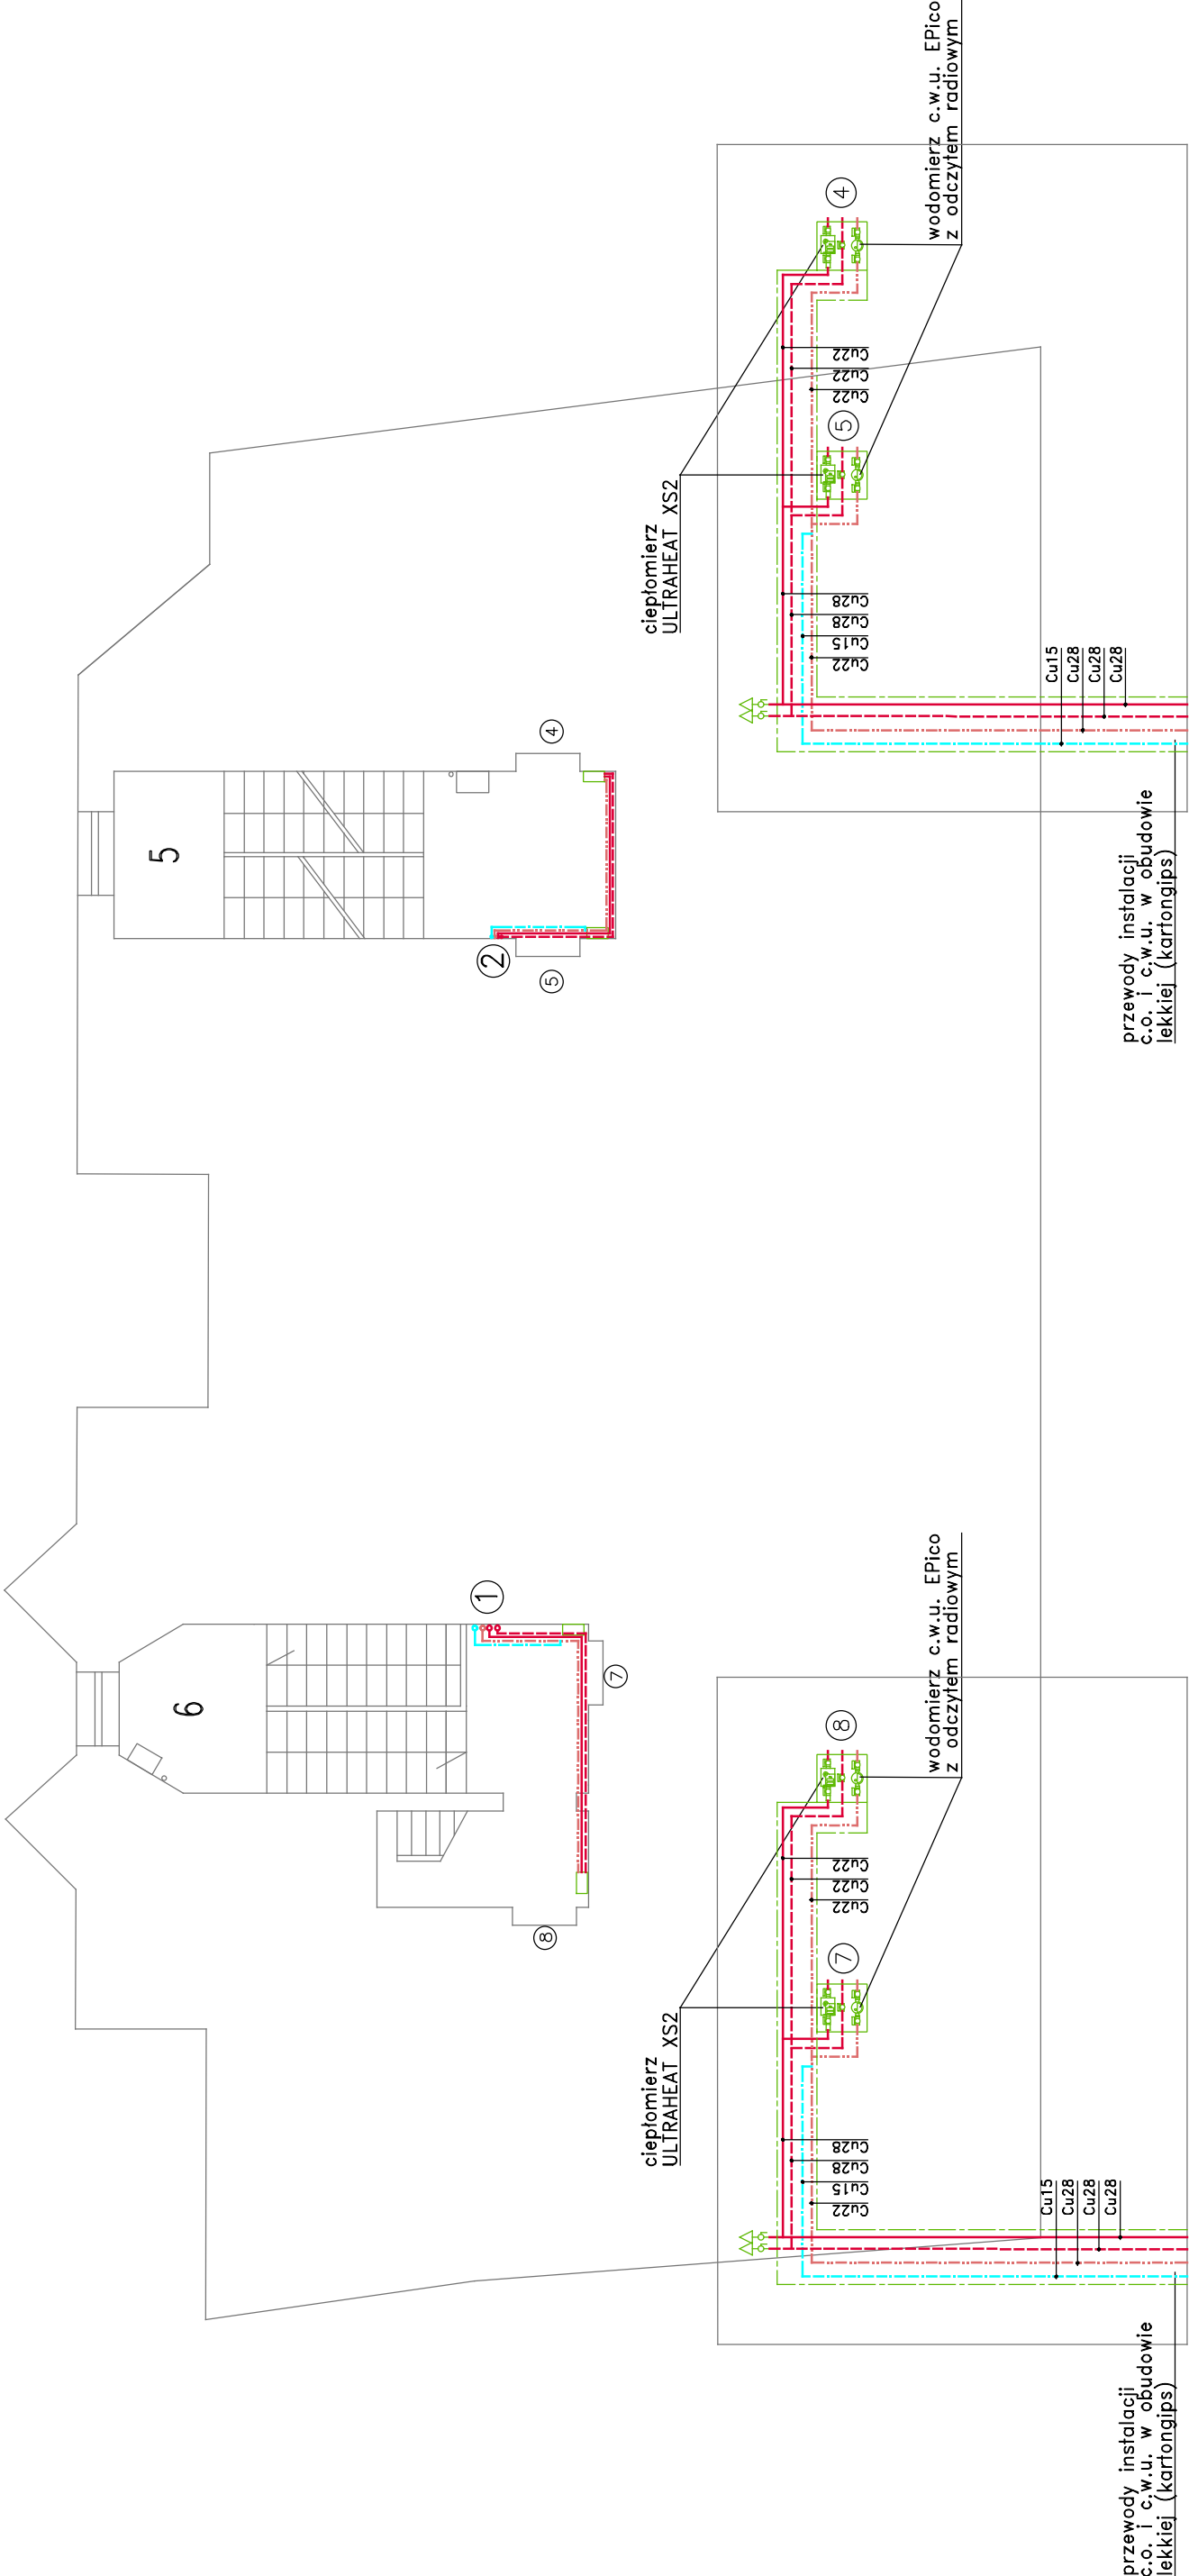 wodomierz c.w.u. EPico
z odczytem radiowym
4
Cu22
Cu22
Cu22
5
ciepłomierz
ULTRAHEAT XS2
Cu28
Cu28
Cu15
Cu22
Cu15
Cu28
Cu28
Cu28
przewody instalacji
c.o. i c.w.u. w obudowie
lekkiej (kartongips)
5
4
2
5
6
1
7
8
wodomierz c.w.u. EPico
z odczytem radiowym
8
Cu22
Cu22
Cu22
7
ciepłomierz
ULTRAHEAT XS2
Cu28
Cu28
Cu15
Cu22
Cu15
Cu28
Cu28
Cu28
przewody instalacji
c.o. i c.w.u. w obudowie
lekkiej (kartongips)